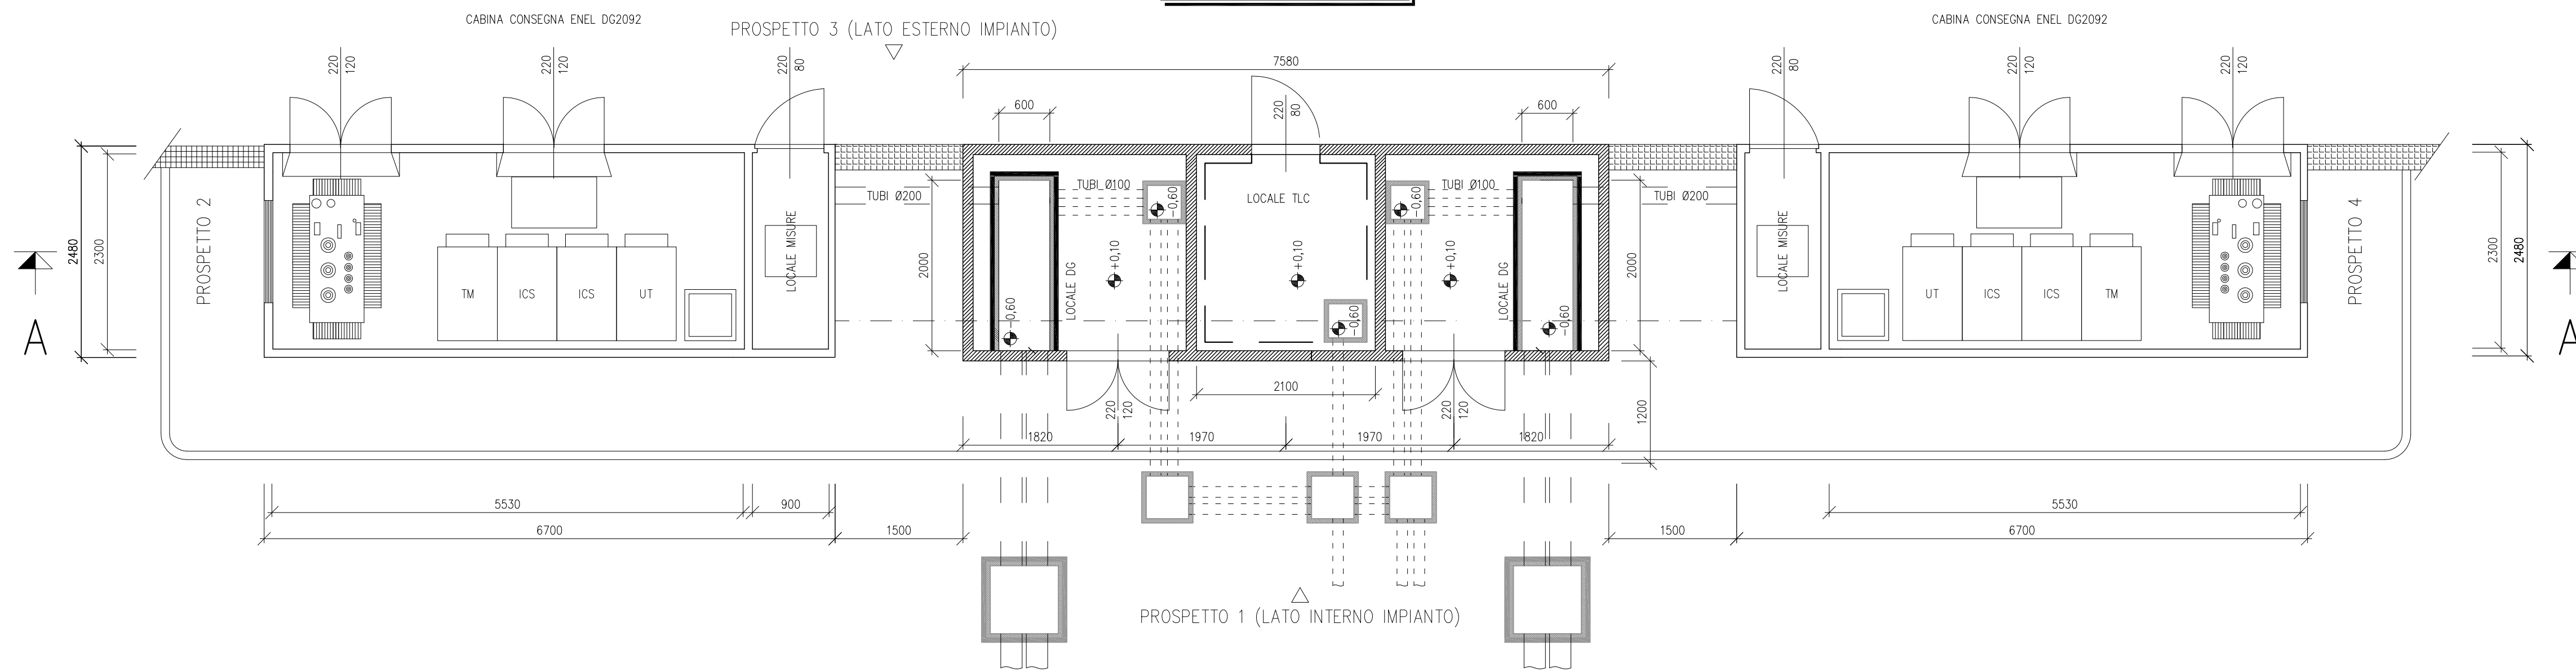 CABINA CONSEGNA ENEL DG2092
CABINA CONSEGNA ENEL DG2092
PROSPETTO 3 (LATO ESTERNO IMPIANTO)
220
120
220
120
220
80
7580
220
80
220
120
220
120
600
220
80
600
2480
2300
PROSPETTO 2
TM
ICS
ICS
UT
LOCALE MISURE
TUBI Ø200
2000
-0,60
LOCALE DG
TUBI Ø100
-0,60
+0,10
LOCALE TLC
+0,10
-0,60
TUBI Ø100
-0,60
+0,10
LOCALE DG
-0,60
2000
TUBI Ø200
LOCALE MISURE
UT
ICS
ICS
TM
PROSPETTO 4
2300
2480
A
A
2100
220
120
220
120
1200
1820
1970
1970
1820
5530
900
5530
6700
1500
1500
6700
PROSPETTO 1 (LATO INTERNO IMPIANTO)